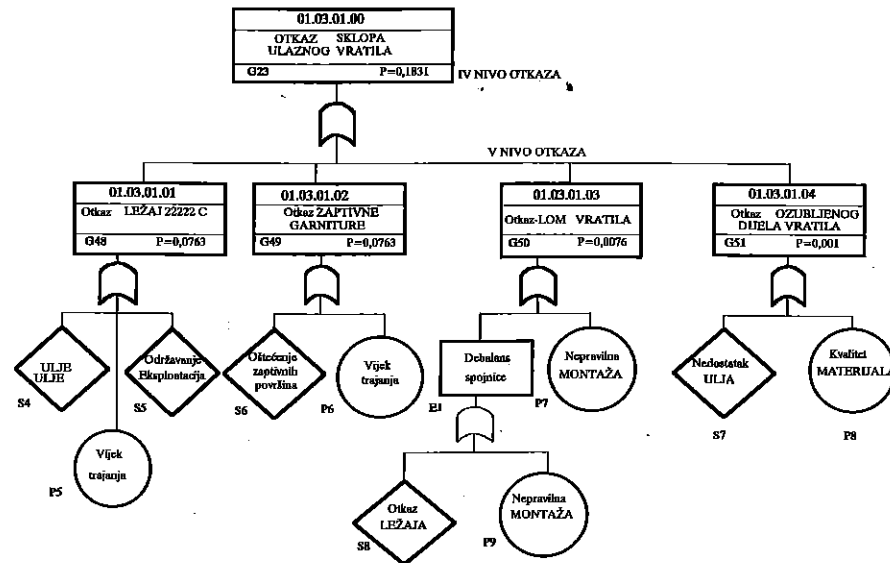 01.03.01.00
OTKAZ SKLOPA
ULAZNOG VRATILA
G23 P=0,1831
IV NIVO OTKAZA
V NIVO OTKAZA
01.03.01.01
Otkaz LEŽAJ 22222 C
G48 P=0,0763
01.03.01.02
Otkaz ZAPTIVNE
GARNITURE
G49 P=0,0763
01.03.01.03
Otkaz-LOM VRATILA
G50 P=0,0076
01.03.01.04
Otkaz OZUBLJENOG
DIJELA VRATILA
G51 P=0,001
ULJE
ULJE
S4
Održavanje
Eksploatacija
S5
Oštećenje
zaptivnih
površina
S6
Vijek
trajanja
P6
Debalans
spojnice
E1
Nepravilna
MONTAŽA
P7
Nedostatak
ULJA
S7
Kvalitet
MATERIJALA
P8
Vijek
trajanja
P5
Otkaz
LEŽAJA
S8
Nepravilna
MONTAŽA
P9